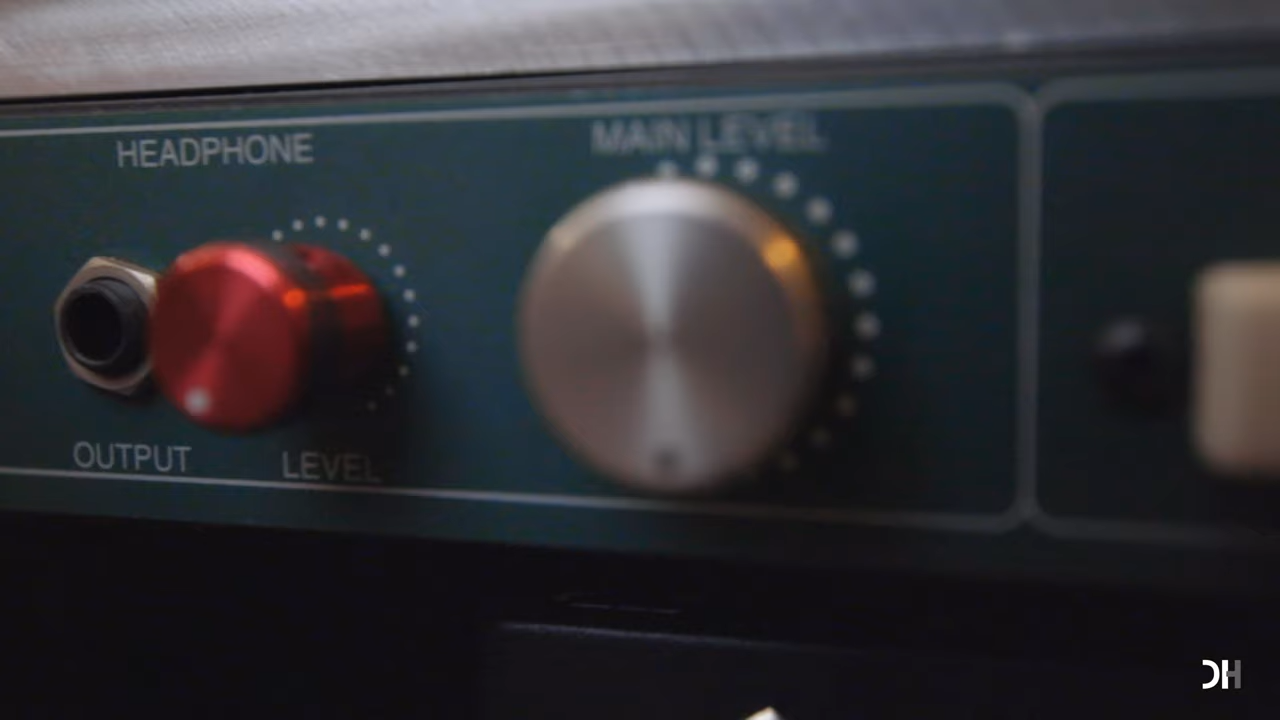 HEADPHONE
MAIN LEVEL
OUTPUT
LEVEL
DH